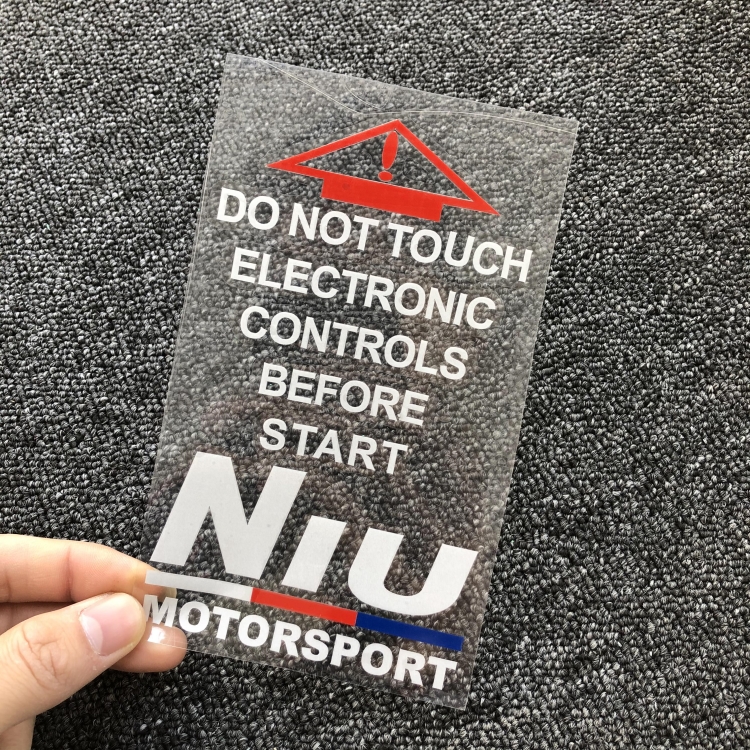 !
DO NOT TOUCH
ELECTRONIC
CONTROLS
BEFORE
START
NIU
MOTORSPORT